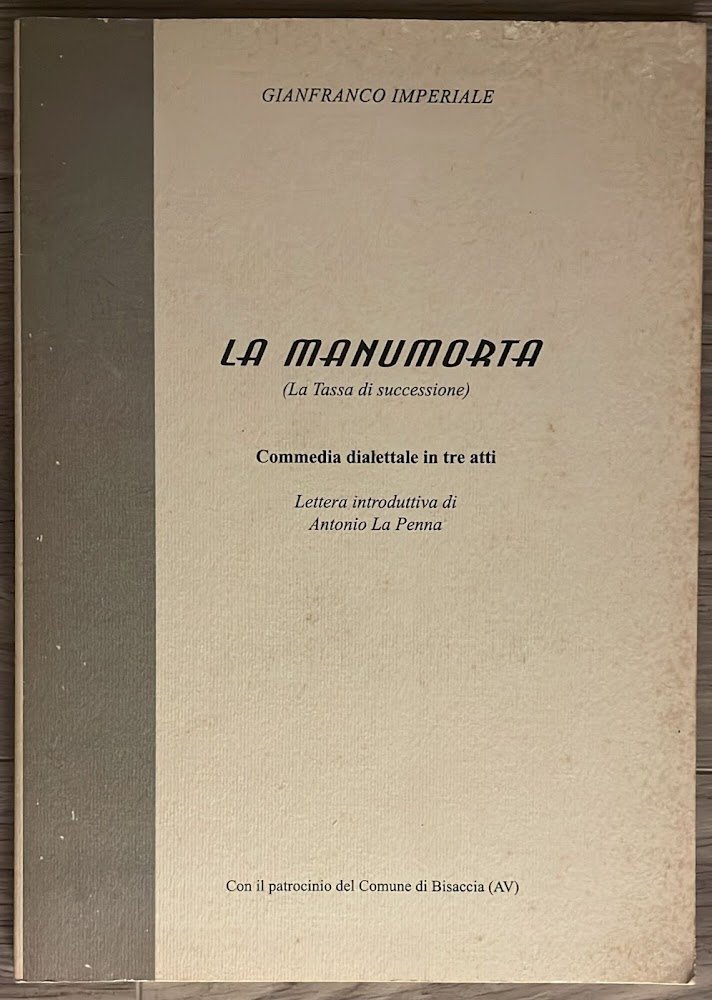 GIANFRANCO IMPERIALE
LA MANUMORTA
(La Tassa di successione)
Commedia dialettale in tre atti
Lettera introduttiva di
Antonio La Penna
Con il patrocinio del Comune di Bisaccia (AV)